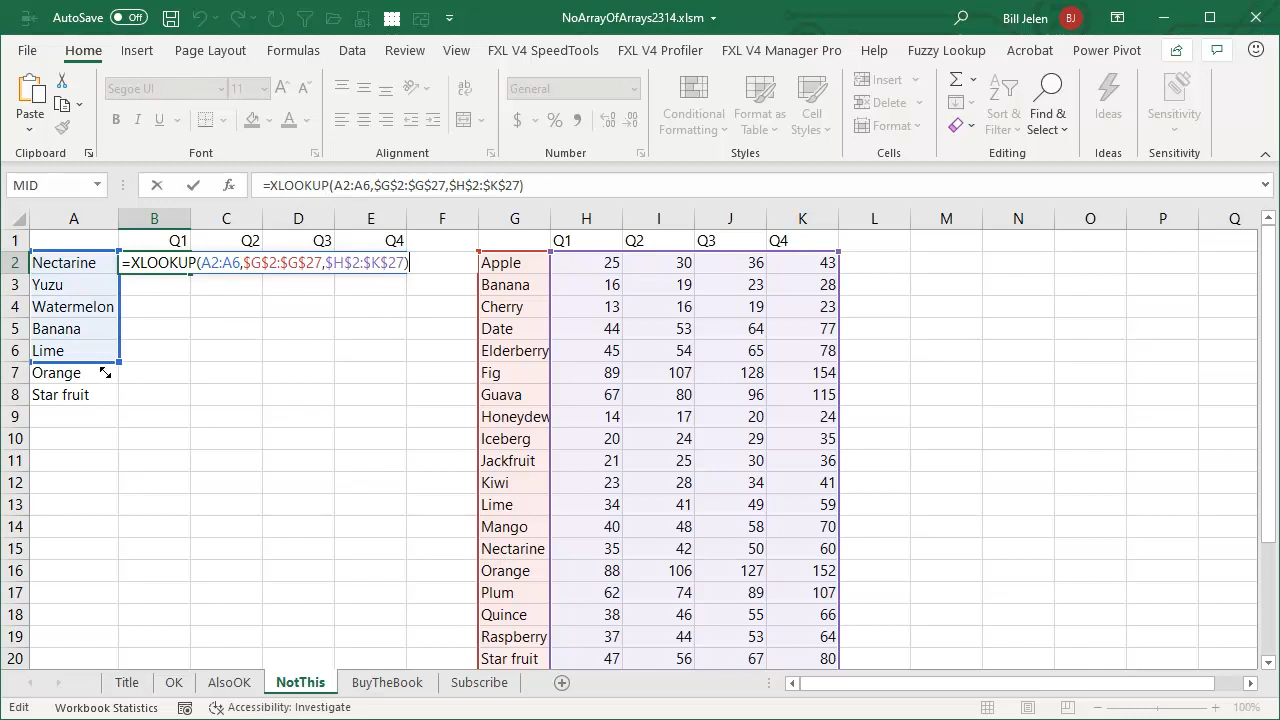 AutoSave Off NoArrayOfArrays2314.xlsm Bill Jelen BJ
File Home Insert Page Layout Formulas Data Review View FXL V4 SpeedTools FXL V4 Profiler FXL V4 Manager Pro Help Fuzzy Lookup Acrobat Power Pivot
Paste
Segoe UI 11
B I U
General
$ % 9
Conditional Formatting
Format as Table
Cell Styles
Insert
Delete
Format
Sort & Filter
Find & Select
Ideas
Sensitivity
Clipboard Font Alignment Number Styles Cells Editing Ideas Sensitivity
MID fx =XLOOKUP(A2:A6,$G$2:$G$27,$H$2:$K$27)
A B C D E F G H I J K L M N O P Q
1 Q1 Q2 Q3 Q4 Q1 Q2 Q3 Q4
2 Nectarine =XLOOKUP(A2:A6,$G$2:$G$27,$H$2:$K$27) Apple 25 30 36 43
3 Yuzu Banana 16 19 23 28
4 Watermelon Cherry 13 16 19 23
5 Banana Date 44 53 64 77
6 Lime Elderberry 45 54 65 78
7 Orange Fig 89 107 128 154
8 Star fruit Guava 67 80 96 115
9 Honeydew 14 17 20 24
10 Iceberg 20 24 29 35
11 Jackfruit 21 25 30 36
12 Kiwi 23 28 34 41
13 Lime 34 41 49 59
14 Mango 40 48 58 70
15 Nectarine 35 42 50 60
16 Orange 88 106 127 152
17 Plum 62 74 89 107
18 Quince 38 46 55 66
19 Raspberry 37 44 53 64
20 Star fruit 47 56 67 80
Title OK AlsoOK NotThis BuyTheBook Subscribe
Edit Workbook Statistics Accessibility: Investigate 100%